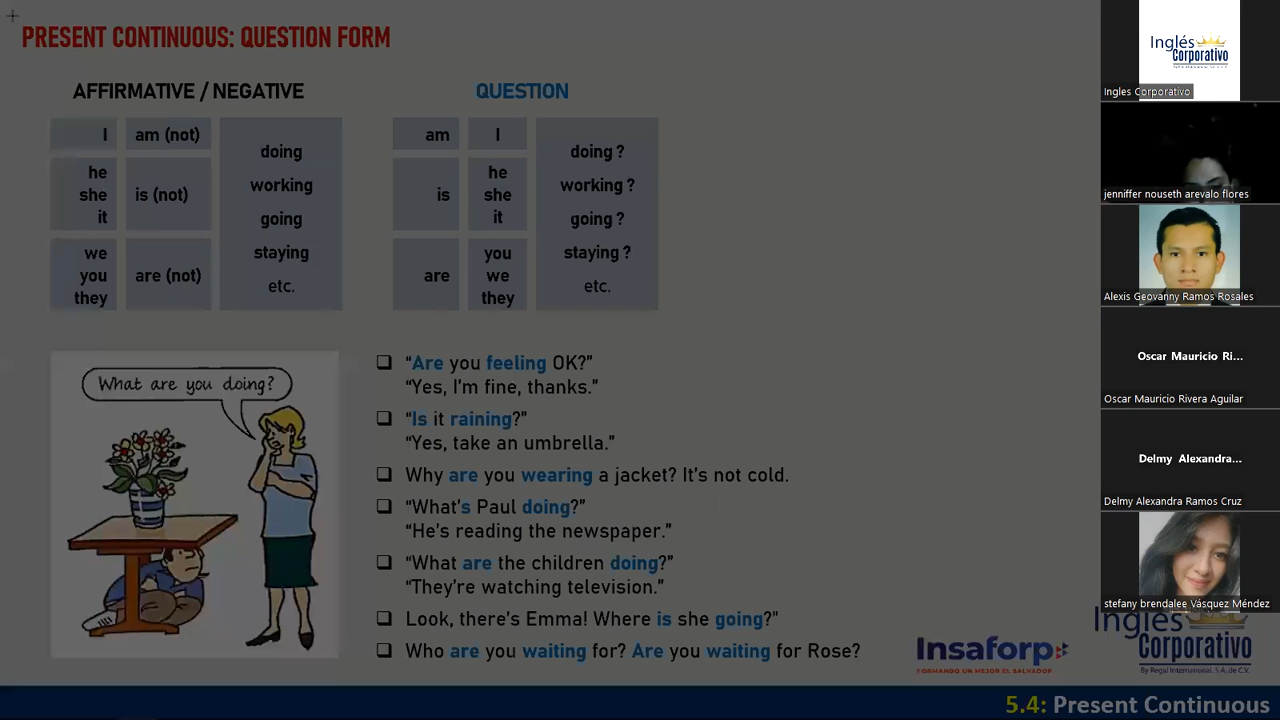 PRESENT CONTINUOUS: QUESTION FORM
AFFIRMATIVE / NEGATIVE
I
am (not)
he
she
it
is (not)
we
you
they
are (not)
doing
working
going
staying
etc.
QUESTION
am
I
is
he
she
it
are
you
we
they
doing ?
working ?
going ?
staying ?
etc.
What are you doing?
“Are you feeling OK?”
“Yes, I’m fine, thanks.”
“Is it raining?”
“Yes, take an umbrella.”
Why are you wearing a jacket? It’s not cold.
“What’s Paul doing?”
“He’s reading the newspaper.”
“What are the children doing?”
“They’re watching television.”
Look, there’s Emma! Where is she going?”
Who are you waiting for? Are you waiting for Rose?
Insaforp
FORMANDO UN MEJOR EL SALVADOR
Inglés
Corporativo
By Regal International, S.A. de C.V.
5.4: Present Continuous
Inglés
Corporativo
Ingles Corporativo
jenniffer nouseth arevalo flores
Alexis Geovanny Ramos Rosales
Oscar Mauricio Ri...
Oscar Mauricio Rivera Aguilar
Delmy Alexandra...
Delmy Alexandra Ramos Cruz
stefany brendalee Vásquez Méndez